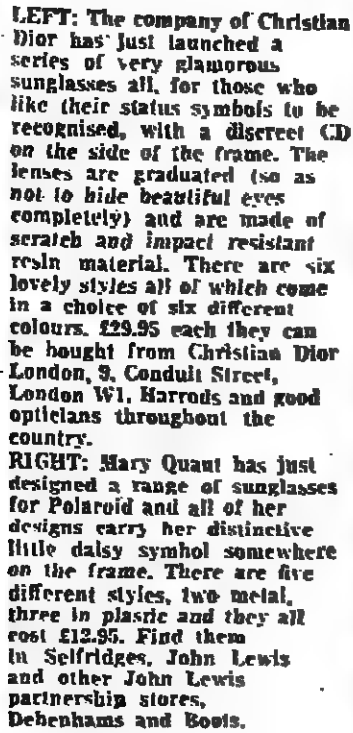 LEFT: The company of Christian
Dior has just launched a
series of very glamorous
sunglasses all, for those who
like their status symbols to be
recognised, with a discreet CD
on the side of the frame. The
lenses are graduated (so as
not to hide beautiful eyes
completely) and are made of
scratch and impact resistant
resin material. There are six
lovely styles all of which come
in a choice of six different
colours. £29.95 each they can
be bought from Christian Dior
London, 9, Conduit Street,
London W1, Harrods and good
opticians throughout the
country.
RIGHT: Mary Quant has just
designed a range of sunglasses
for Polaroid and all of her
designs carry her distinctive
little daisy symbol somewhere
on the frame. There are five
different styles, two metal,
three in plastic and they all
cost £12.95. Find them
in Selfridges, John Lewis
and other John Lewis
partnership stores,
Debenhams and Boots.